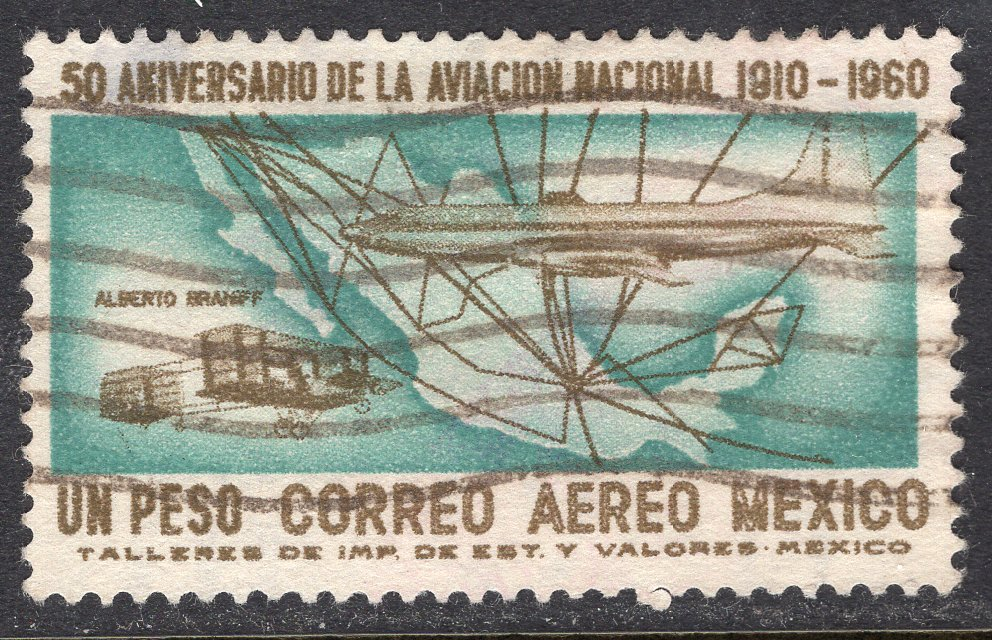 50 ANIVERSARIO DE LA AVIACION NACIONAL 1910 - 1960
ALBERTO BRANIFF
UN PESO CORREO AEREO MEXICO
TALLERES DE IMP. DE EST. Y VALORES · MEXICO